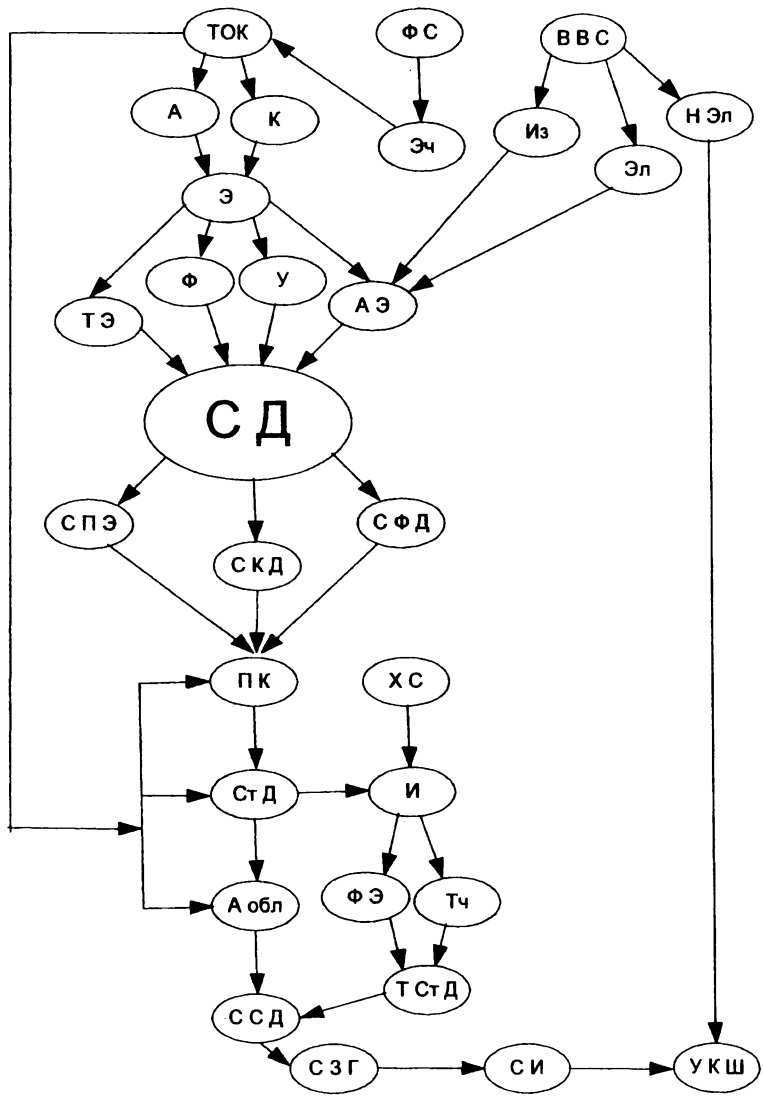 ТОК
Ф С
В В С
А
К
Эч
Из
Н Эл
Эл
Э
Ф
У
Т Э
А Э
С Д
С П Э
С Ф Д
С К Д
П К
Х С
Ст Д
И
А обл
Ф Э
Тч
Т Ст Д
С С Д
С З Г
С И
У К Ш